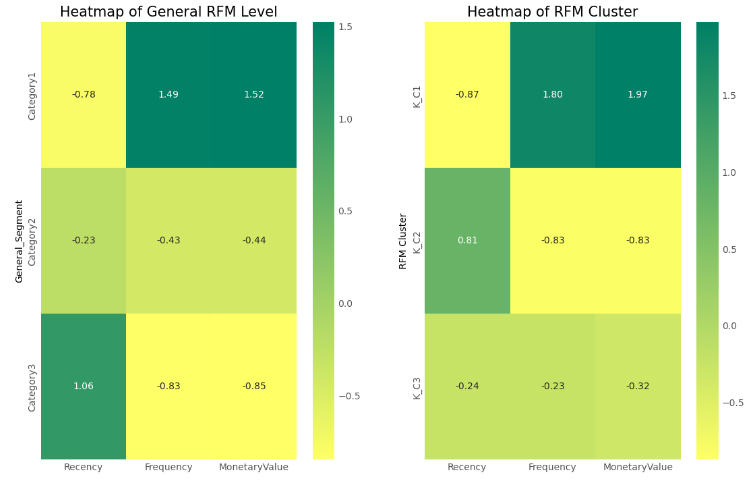 Heatmap of General RFM Level
General_Segment
Category1
-0.78 1.49 1.52
Category2
-0.23 -0.43 -0.44
Category3
1.06 -0.83 -0.85
Recency Frequency MonetaryValue
1.5
1.0
0.5
0.0
−0.5
Heatmap of RFM Cluster
RFM Cluster
K_C1
-0.87 1.80 1.97
K_C2
0.81 -0.83 -0.83
K_C3
-0.24 -0.23 -0.32
Recency Frequency MonetaryValue
1.5
1.0
0.5
0.0
−0.5